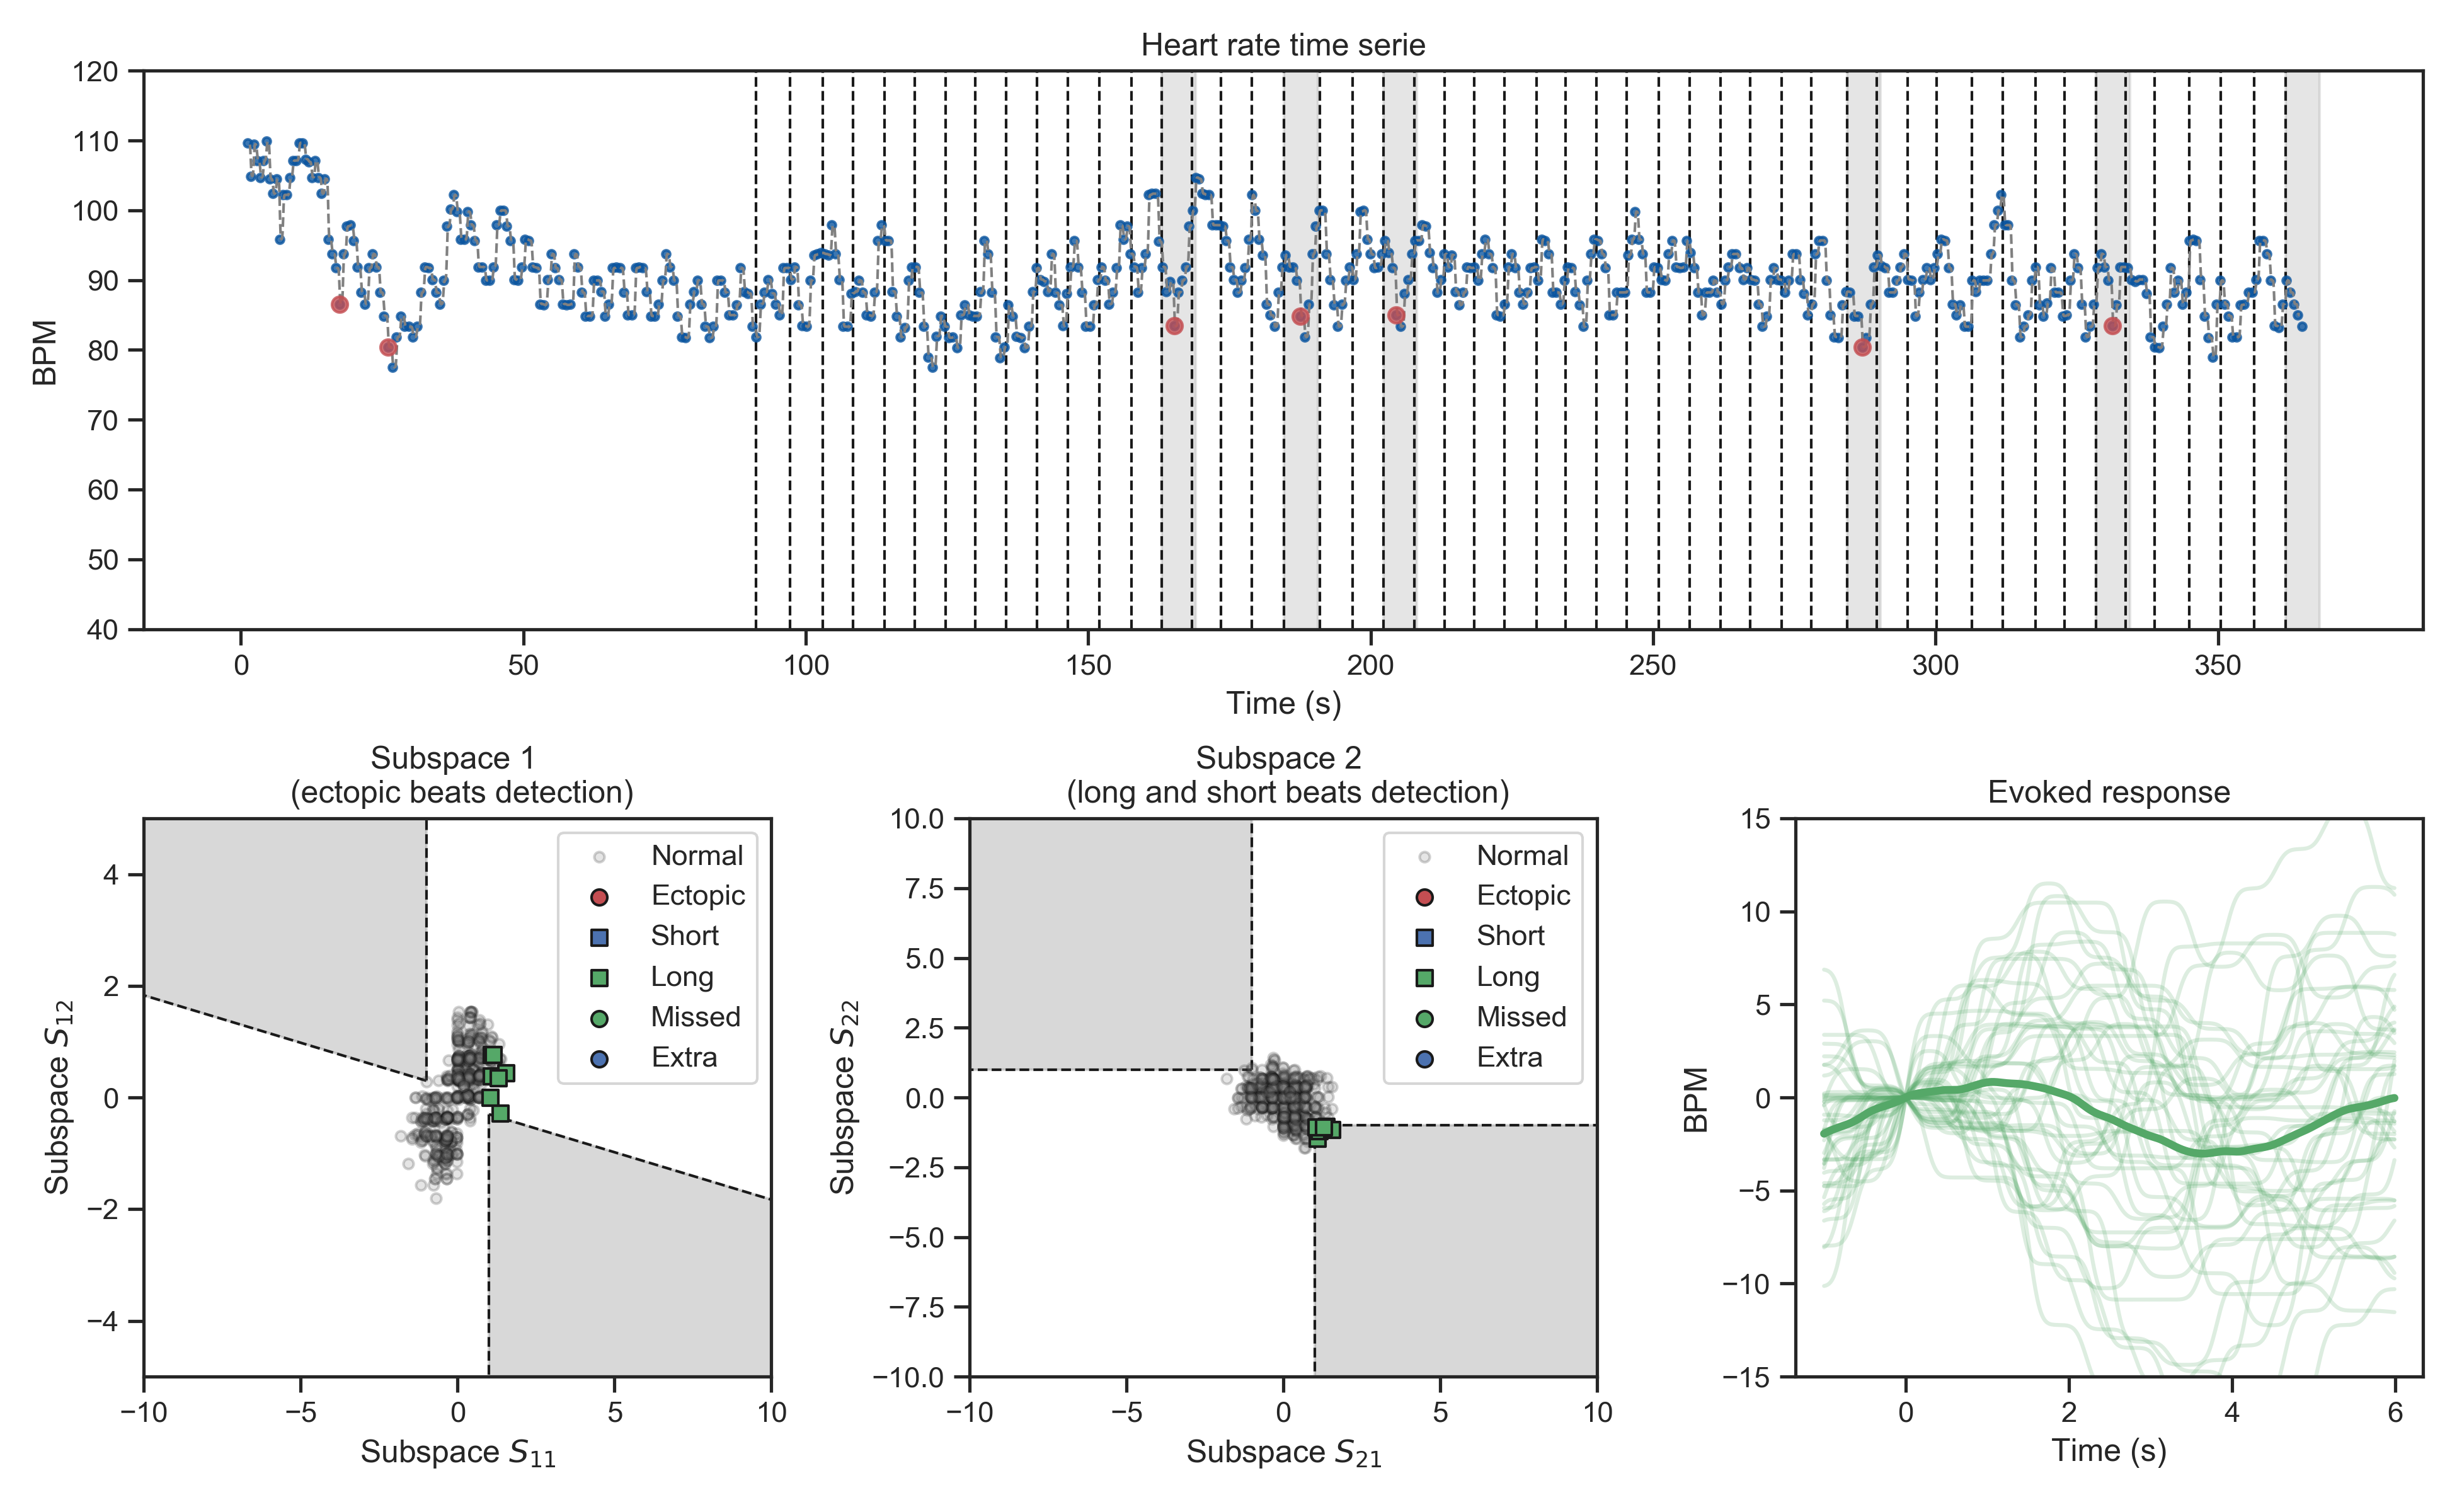 Heart rate time serie
120
110
100
90
80
70
60
50
40
BPM
0 50 100 150 200 250 300 350
Time (s)
Subspace 1
(ectopic beats detection)
4
2
0
−2
−4
Subspace S12
Normal
Ectopic
Short
Long
Missed
Extra
−10 −5 0 5 10
Subspace S11
Subspace 2
(long and short beats detection)
10.0
7.5
5.0
2.5
0.0
−2.5
−5.0
−7.5
−10.0
Subspace S22
Normal
Ectopic
Short
Long
Missed
Extra
−10 −5 0 5 10
Subspace S21
Evoked response
15
10
5
0
−5
−10
−15
BPM
0 2 4 6
Time (s)